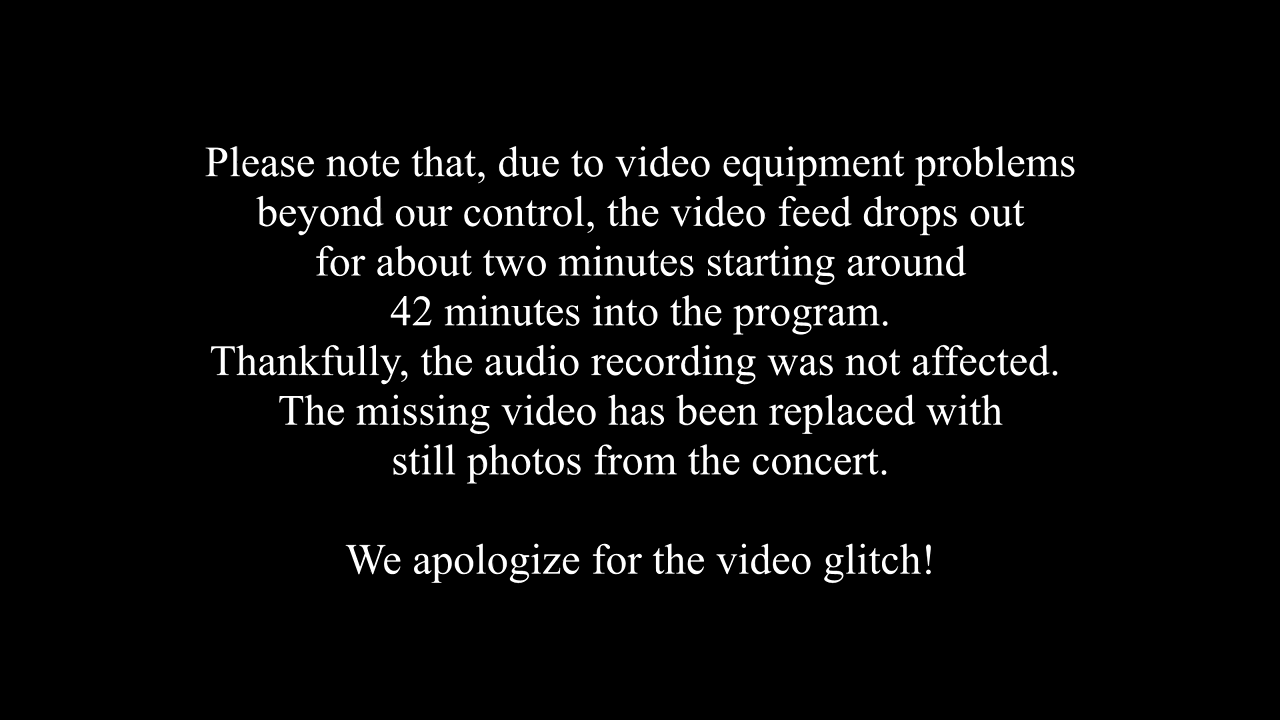 Please note that, due to video equipment problems
beyond our control, the video feed drops out
for about two minutes starting around
42 minutes into the program.
Thankfully, the audio recording was not affected.
The missing video has been replaced with
still photos from the concert.
We apologize for the video glitch!